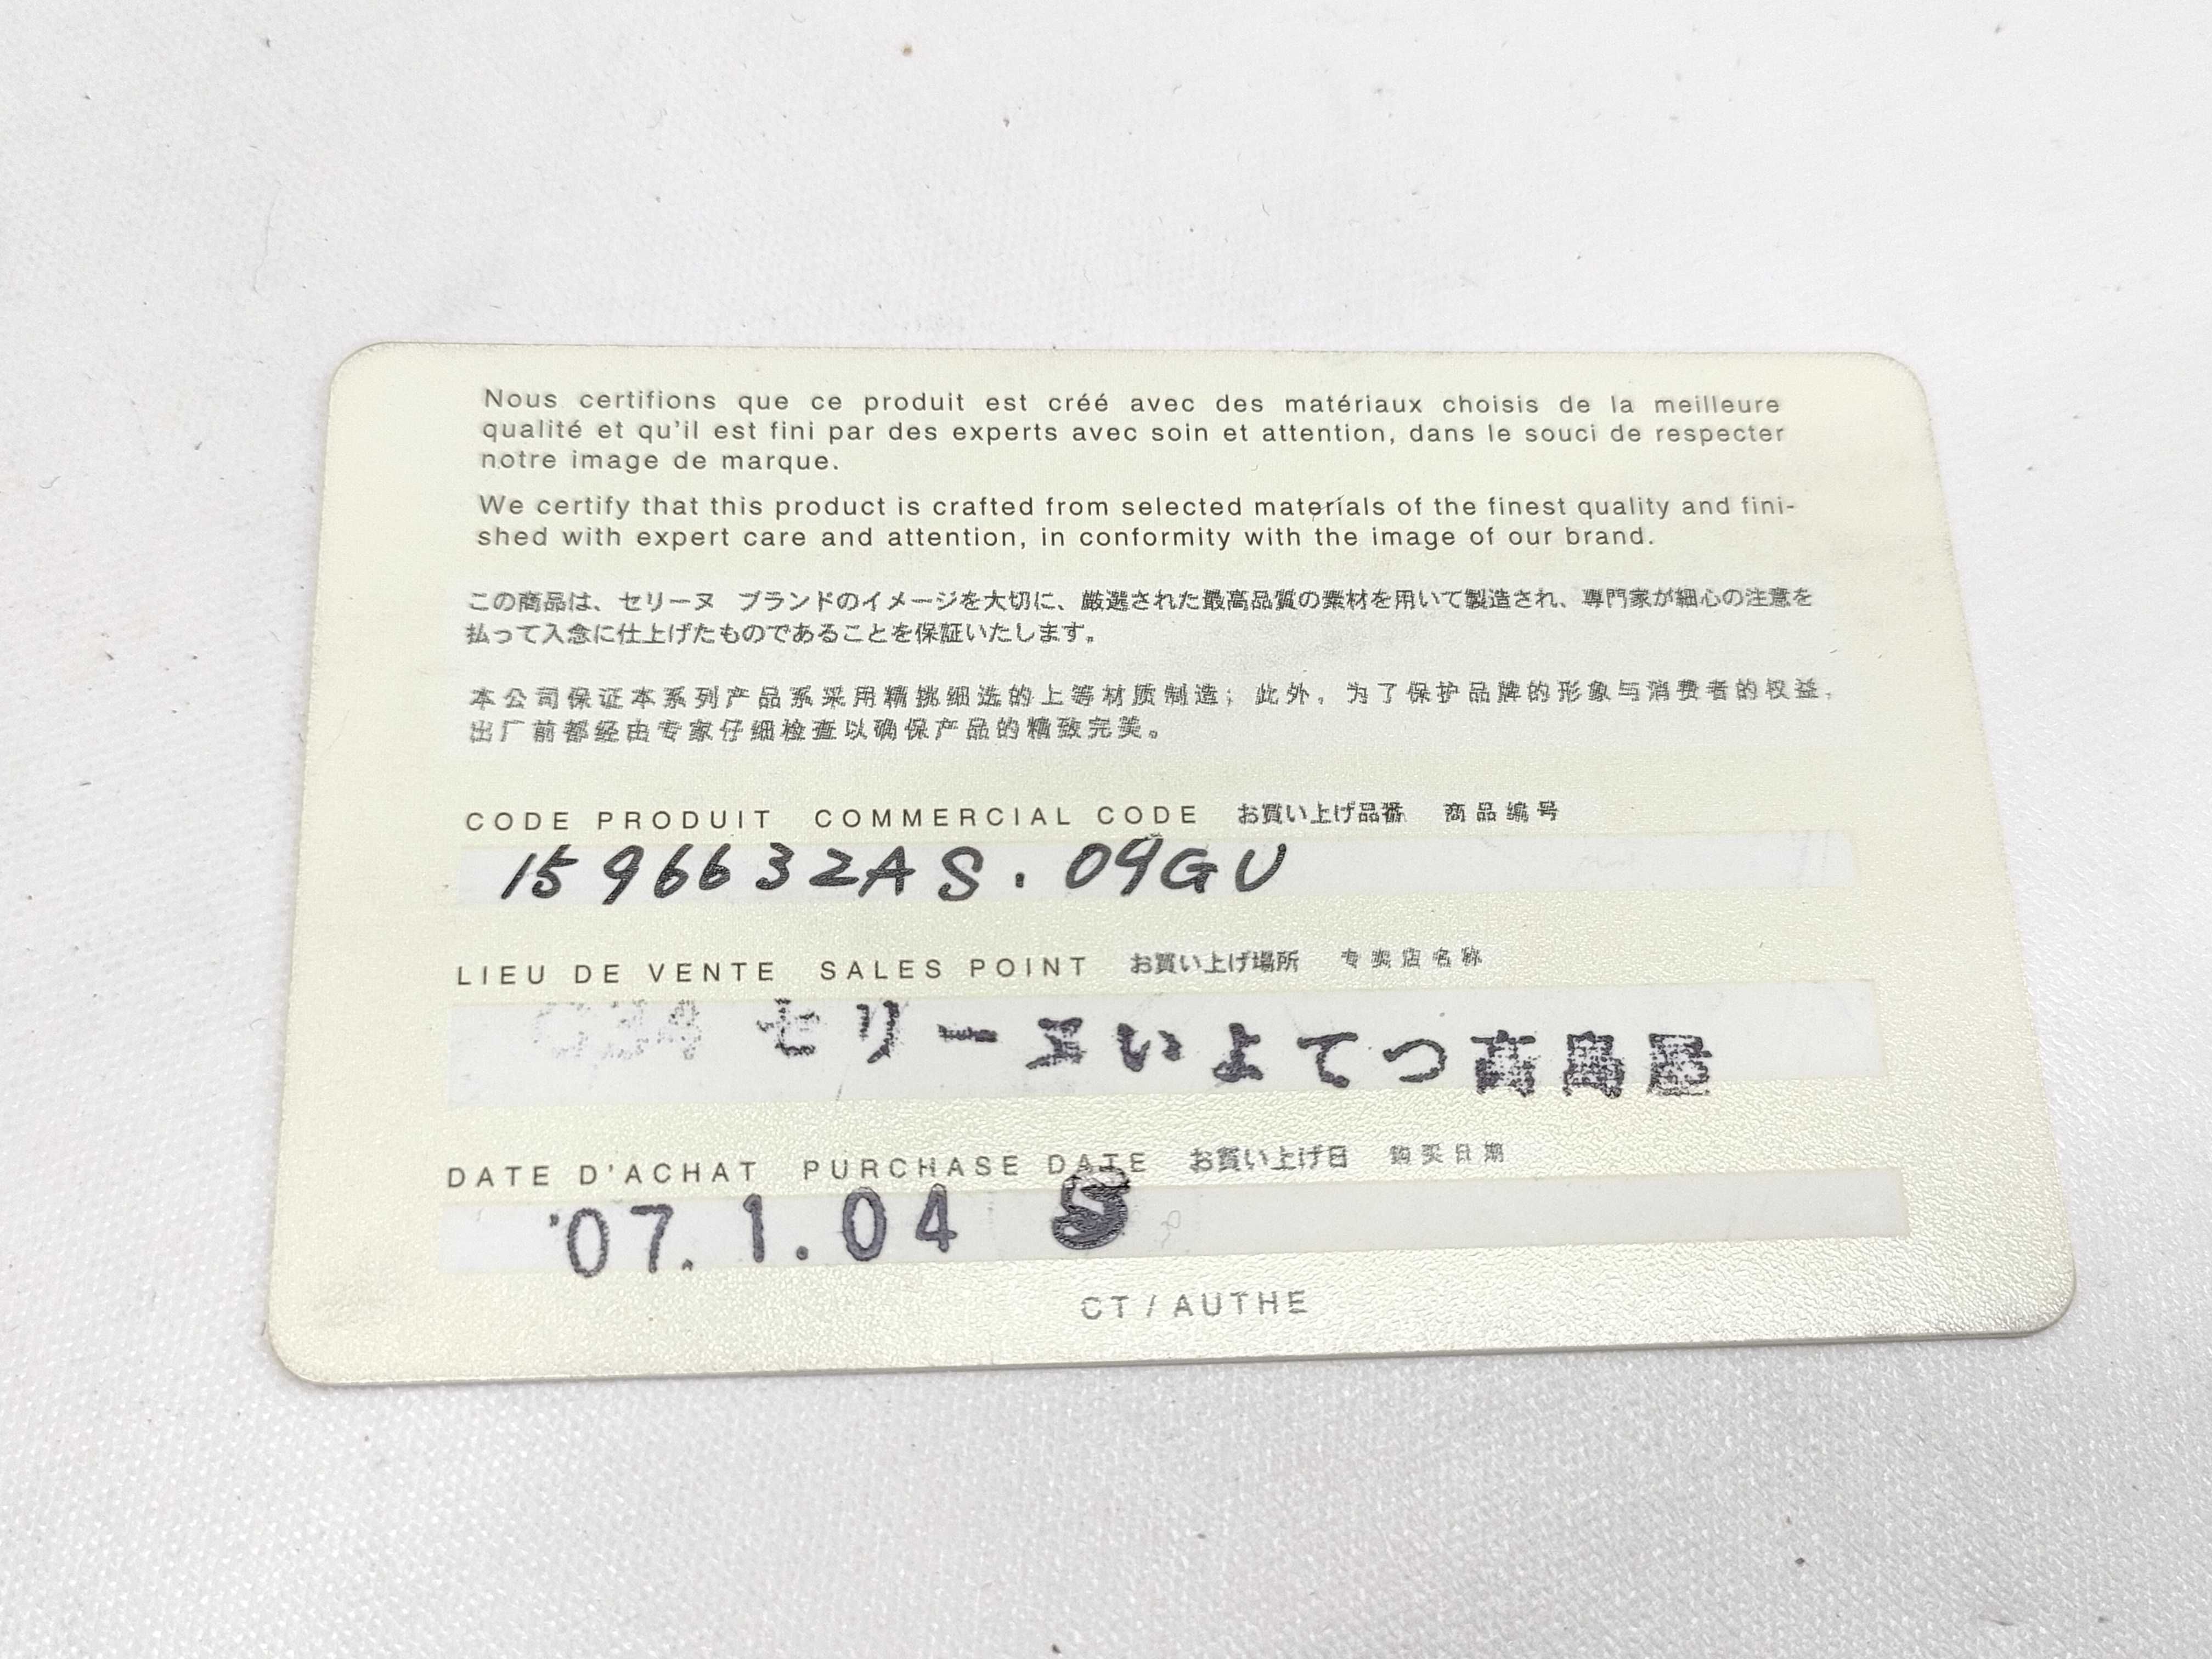 Nous certifions que ce produit est créé avec des matériaux choisis de la meilleure
qualité et qu'il est fini par des experts avec soin et attention, dans le souci de respecter
notre image de marque.
We certify that this product is crafted from selected materials of the finest quality and fini-
shed with expert care and attention, in conformity with the image of our brand.
この商品は、セリーヌ ブランドのイメージを大切に、厳選された最高品質の素材を用いて製造され、専門家が細心の注意を
払って入念に仕上げたものであることを保証いたします。
本公司保证本系列产品系采用精挑细选的上等材质制造；此外，为了保护品牌的形象与消费者的权益，
出厂前都经由专家仔细检查以确保产品的精致完美。
CODE PRODUIT COMMERCIAL CODE お買い上げ品番 商品编号
1596632AS.09GU
LIEU DE VENTE SALES POINT お買い上げ場所 专卖店名称
セリーヌいよてつ髙島屋
DATE D'ACHAT PURCHASE DATE お買い上げ日 购买日期
'07.1.04 S
CT/AUTHE